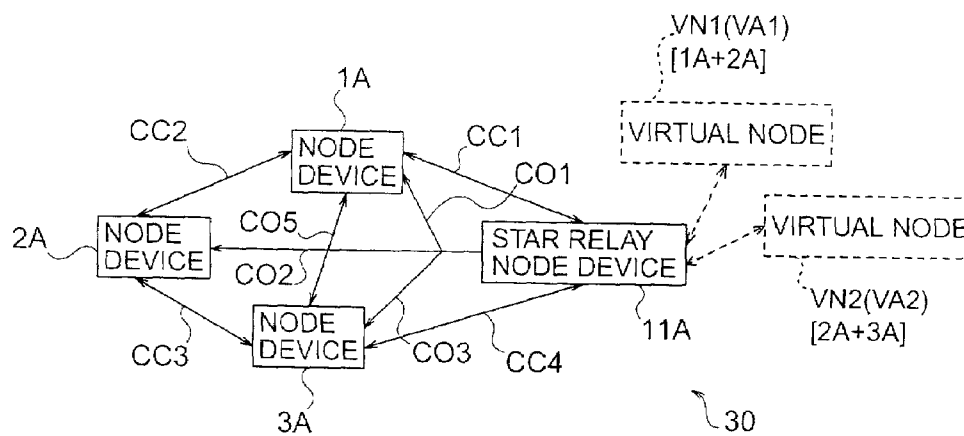 VN1(VA1)
[1A+2A]
1A
CC2
NODE
DEVICE
CC1
CO1
VIRTUAL NODE
2A
NODE
DEVICE
CO5
CO2
STAR RELAY
NODE DEVICE
VIRTUAL NODE
NODE
DEVICE
CC3
CO3
CC4
11A
VN2(VA2)
[2A+3A]
3A
30